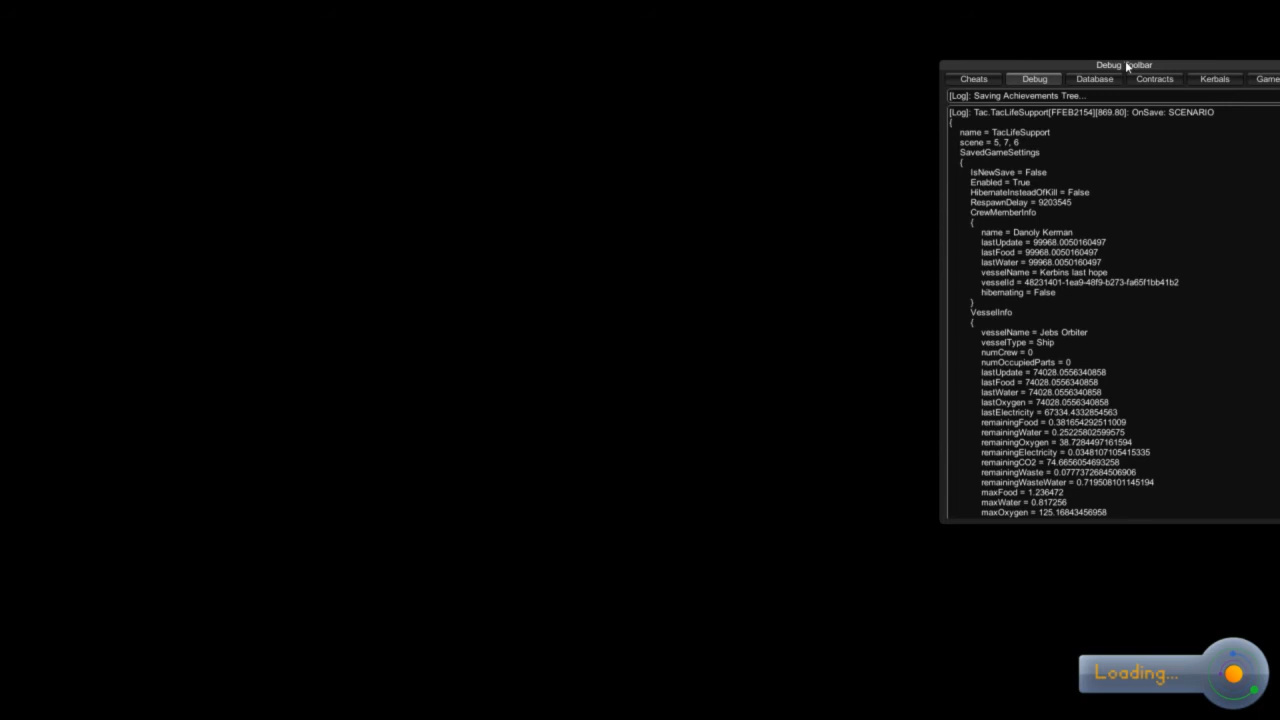 Debug Toolbar
Cheats Debug Database Contracts Kerbals Game
[Log]: Saving Achievements Tree...
[Log]: Tac.TacLifeSupport[FFEB2154][869.80]: OnSave: SCENARIO
{
name = TacLifeSupport
scene = 5, 7, 6
SavedGameSettings
{
IsNewSave = False
Enabled = True
HibernateInsteadOfKill = False
RespawnDelay = 9203545
CrewMemberInfo
{
name = Danoly Kerman
lastUpdate = 99968.0050160497
lastFood = 99968.0050160497
lastWater = 99968.0050160497
vesselName = Kerbins last hope
vesselId = 48231401-1ea9-48f9-b273-fa65f1bb41b2
hibernating = False
}
VesselInfo
{
vesselName = Jebs Orbiter
vesselType = Ship
numCrew = 0
numOccupiedParts = 0
lastUpdate = 74028.0556340858
lastFood = 74028.0556340858
lastWater = 74028.0556340858
lastOxygen = 74028.0556340858
lastElectricity = 67334.4332854563
remainingFood = 0.381654292511009
remainingWater = 0.25225802599575
remainingOxygen = 38.7284497161594
remainingElectricity = 0.0348107105415335
remainingCO2 = 74.6656054693258
remainingWaste = 0.0777372684506906
remainingWasteWater = 0.719508101145194
maxFood = 1.236472
maxWater = 0.817256
maxOxygen = 125.16843456958
Loading...